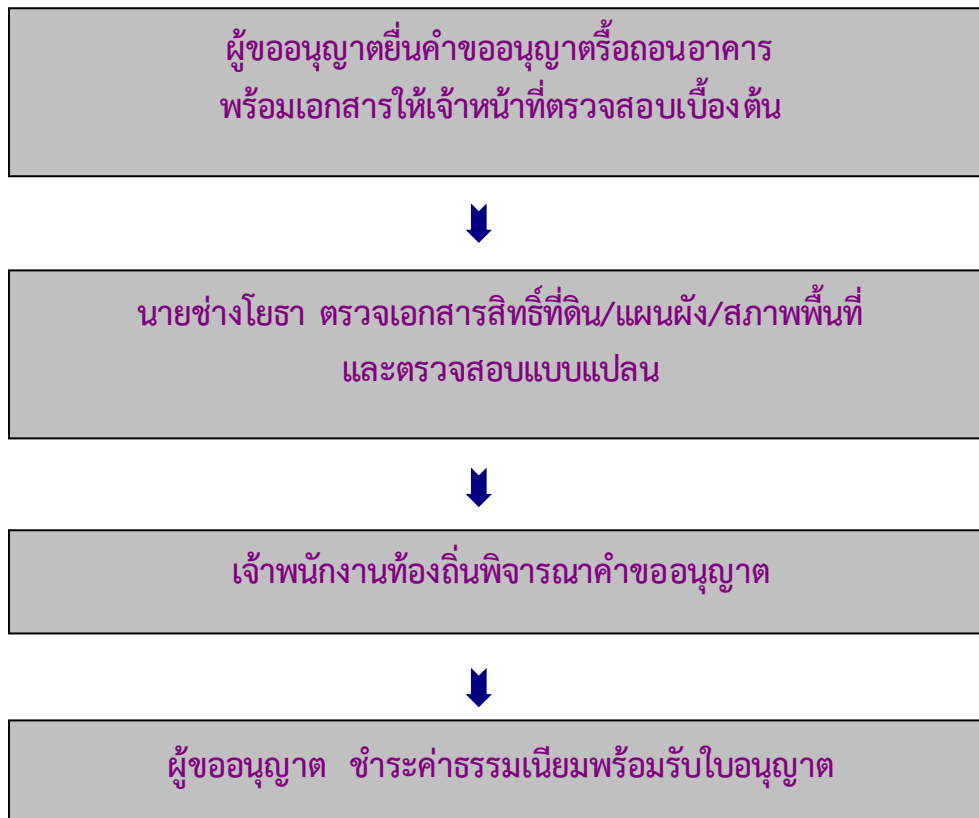 ผู้ขออนุญาตยื่นคำขออนุญาตรื้อถอนอาคาร
พร้อมเอกสารให้เจ้าหน้าที่ตรวจสอบเบื้องต้น
นายช่างโยธา ตรวจเอกสารสิทธิ์ที่ดิน/แผนผัง/สภาพพื้นที่
และตรวจสอบแบบแปลน
เจ้าพนักงานท้องถิ่นพิจารณาคำขออนุญาต
ผู้ขออนุญาต ชำระค่าธรรมเนียมพร้อมรับใบอนุญาต